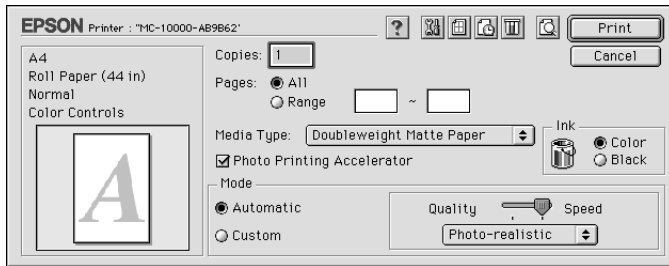 EPSON Printer : "MC-10000-AB9B62"
Print
A4
Roll Paper (44 in)
Normal
Color Controls
A
Copies: 1
Cancel
Pages: All
Range ~
Media Type: Doubleweight Matte Paper
Photo Printing Accelerator
Ink
Color
Black
Mode
Automatic
Custom
Quality Speed
Photo-realistic